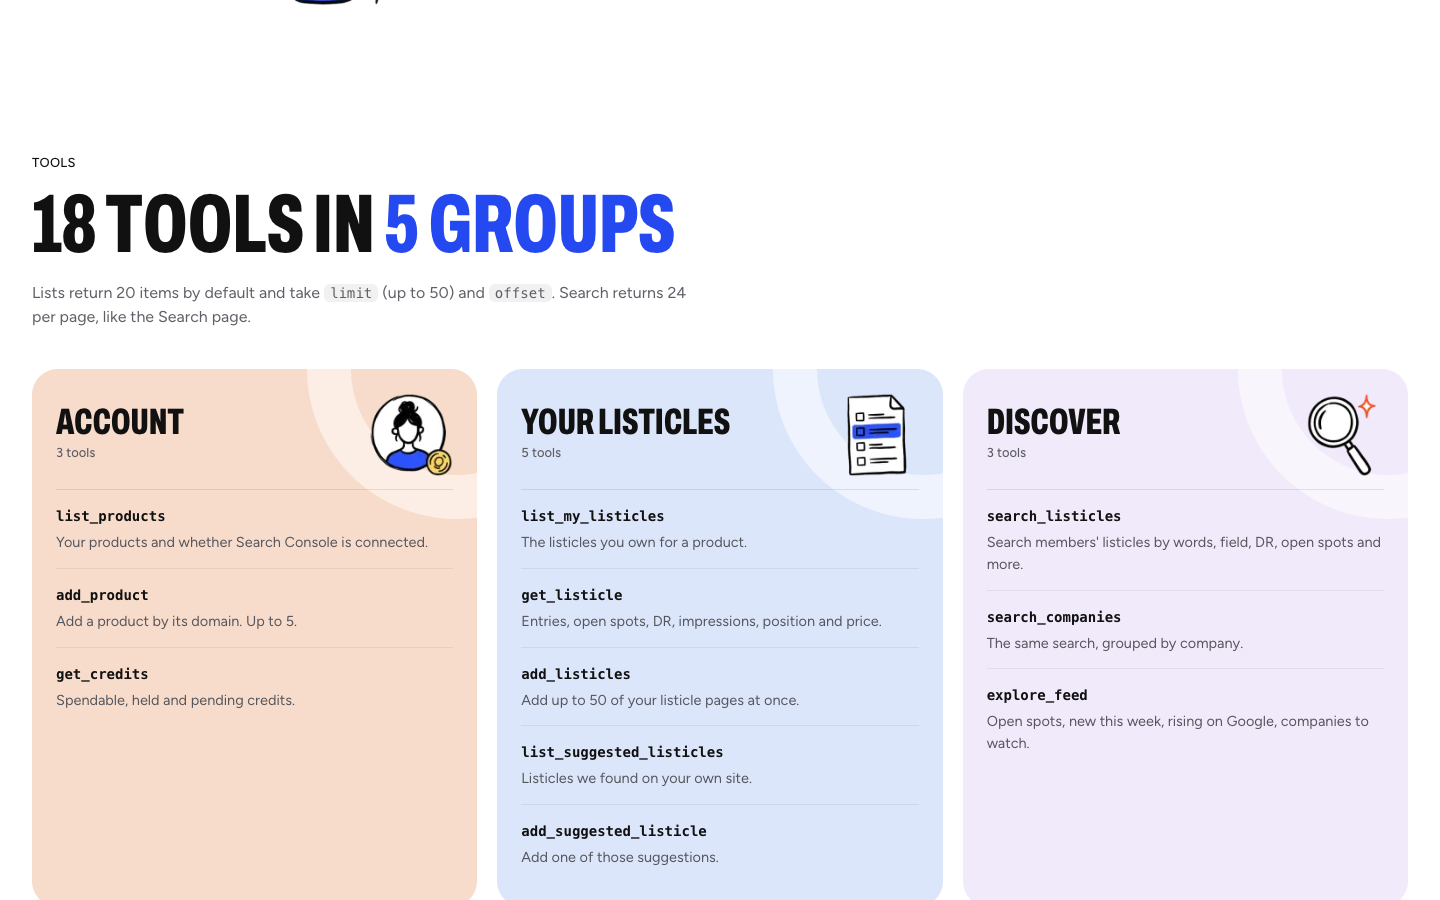 TOOLS
18 TOOLS IN 5 GROUPS
Lists return 20 items by default and take limit (up to 50) and offset. Search returns 24
per page, like the Search page.
ACCOUNT
3 tools
list_products
Your products and whether Search Console is connected.
add_product
Add a product by its domain. Up to 5.
get_credits
Spendable, held and pending credits.
YOUR LISTICLES
5 tools
list_my_listicles
The listicles you own for a product.
get_listicle
Entries, open spots, DR, impressions, position and price.
add_listicles
Add up to 50 of your listicle pages at once.
list_suggested_listicles
Listicles we found on your own site.
add_suggested_listicle
Add one of those suggestions.
DISCOVER
3 tools
search_listicles
Search members' listicles by words, field, DR, open spots and
more.
search_companies
The same search, grouped by company.
explore_feed
Open spots, new this week, rising on Google, companies to
watch.